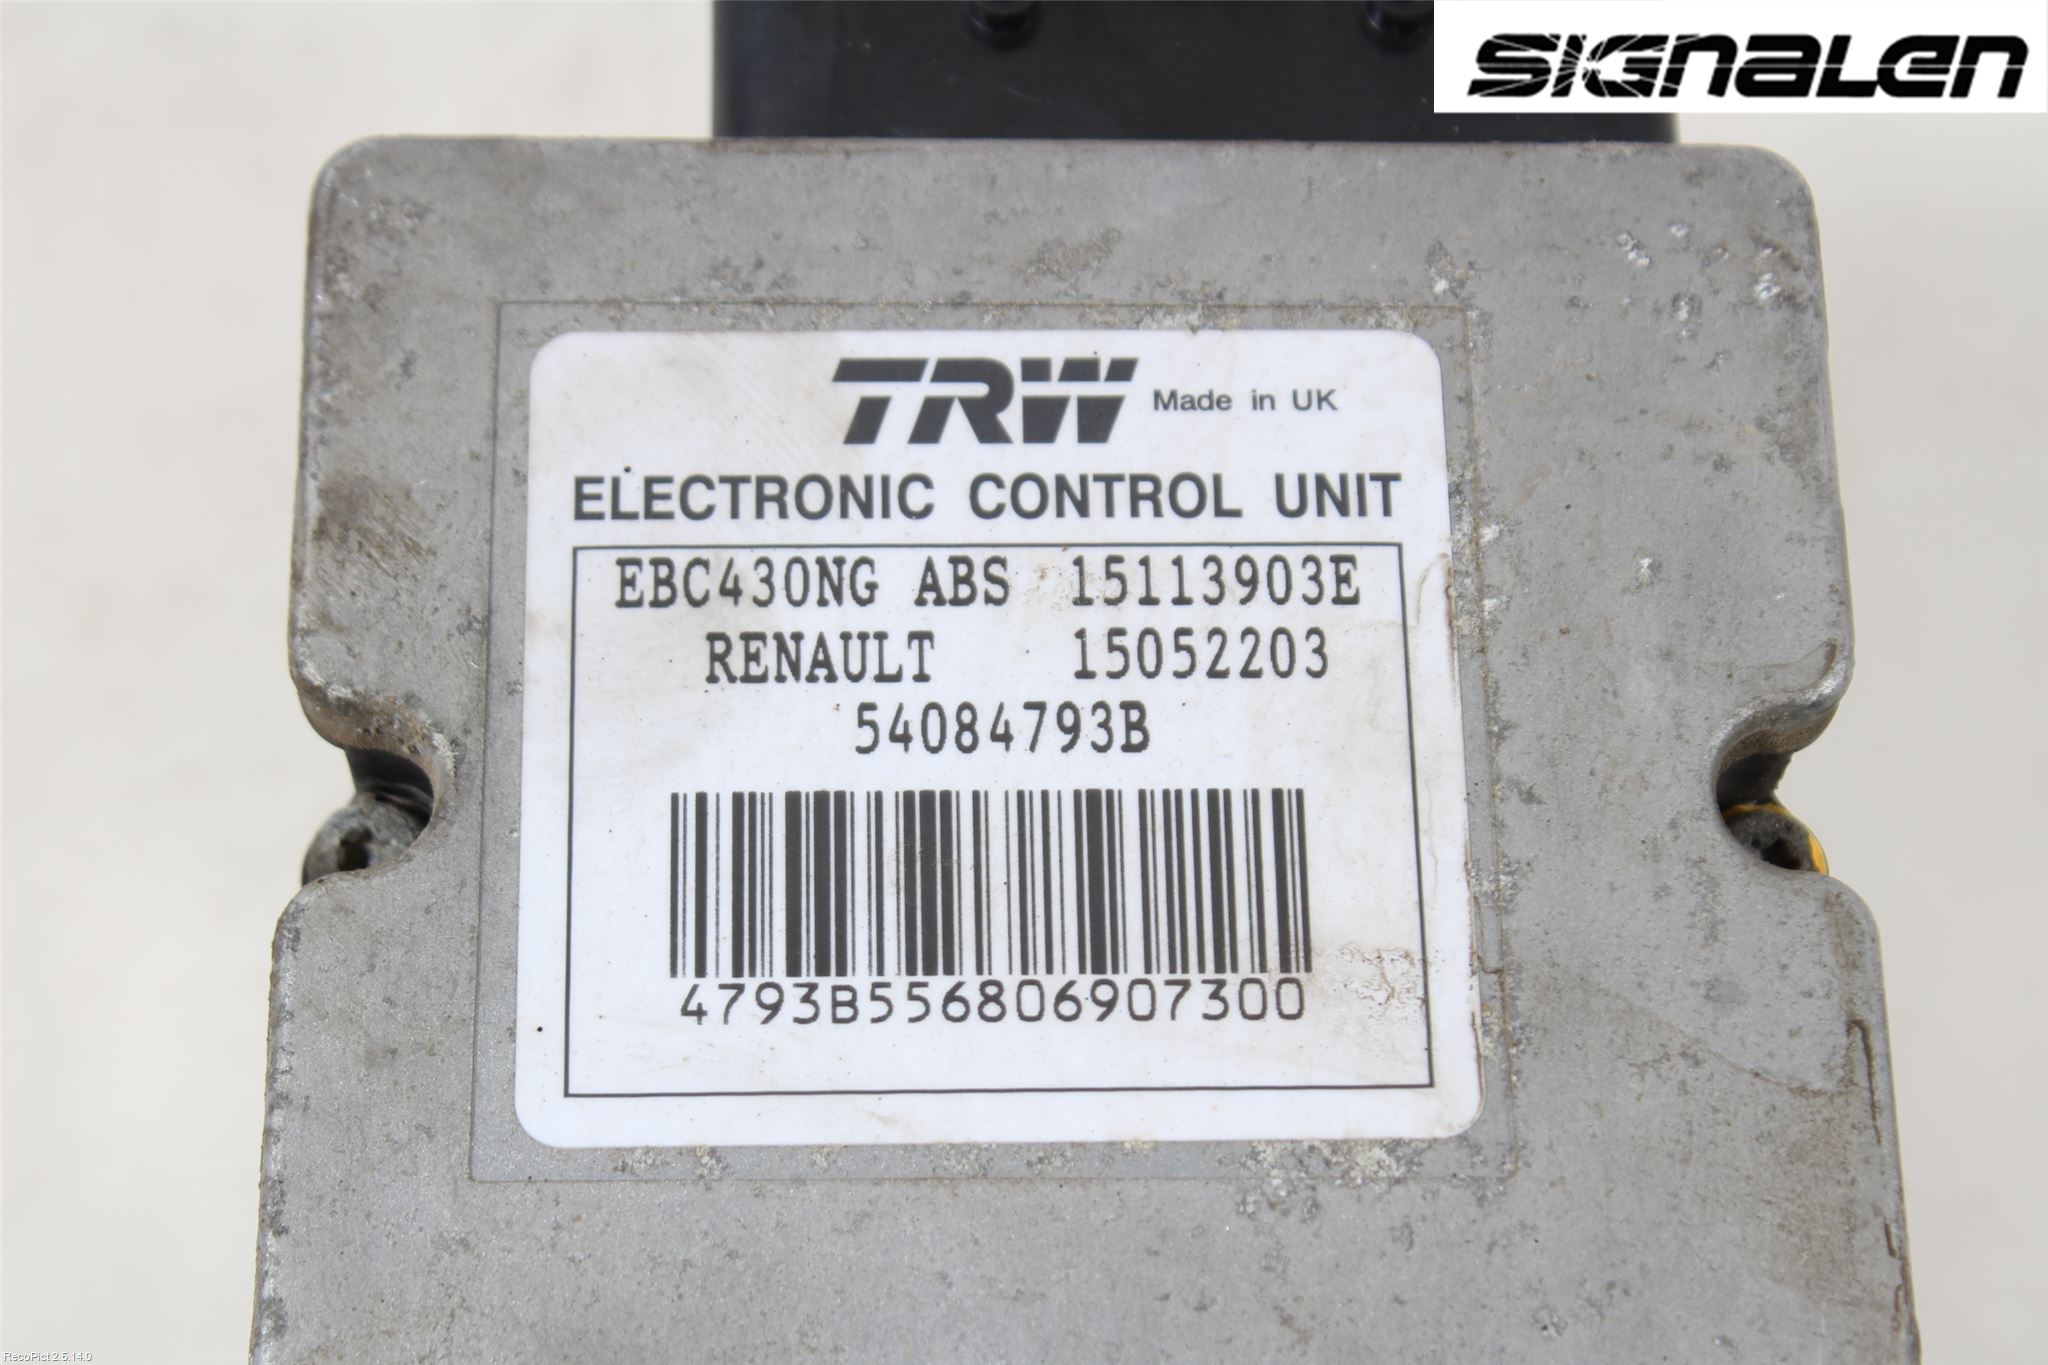 SIGNALEN
TRW Made in UK
ELECTRONIC CONTROL UNIT
EBC430NG ABS 15113903E
RENAULT 15052203
54084793B
4793B556806907300
RecoPict 2.5.14.0